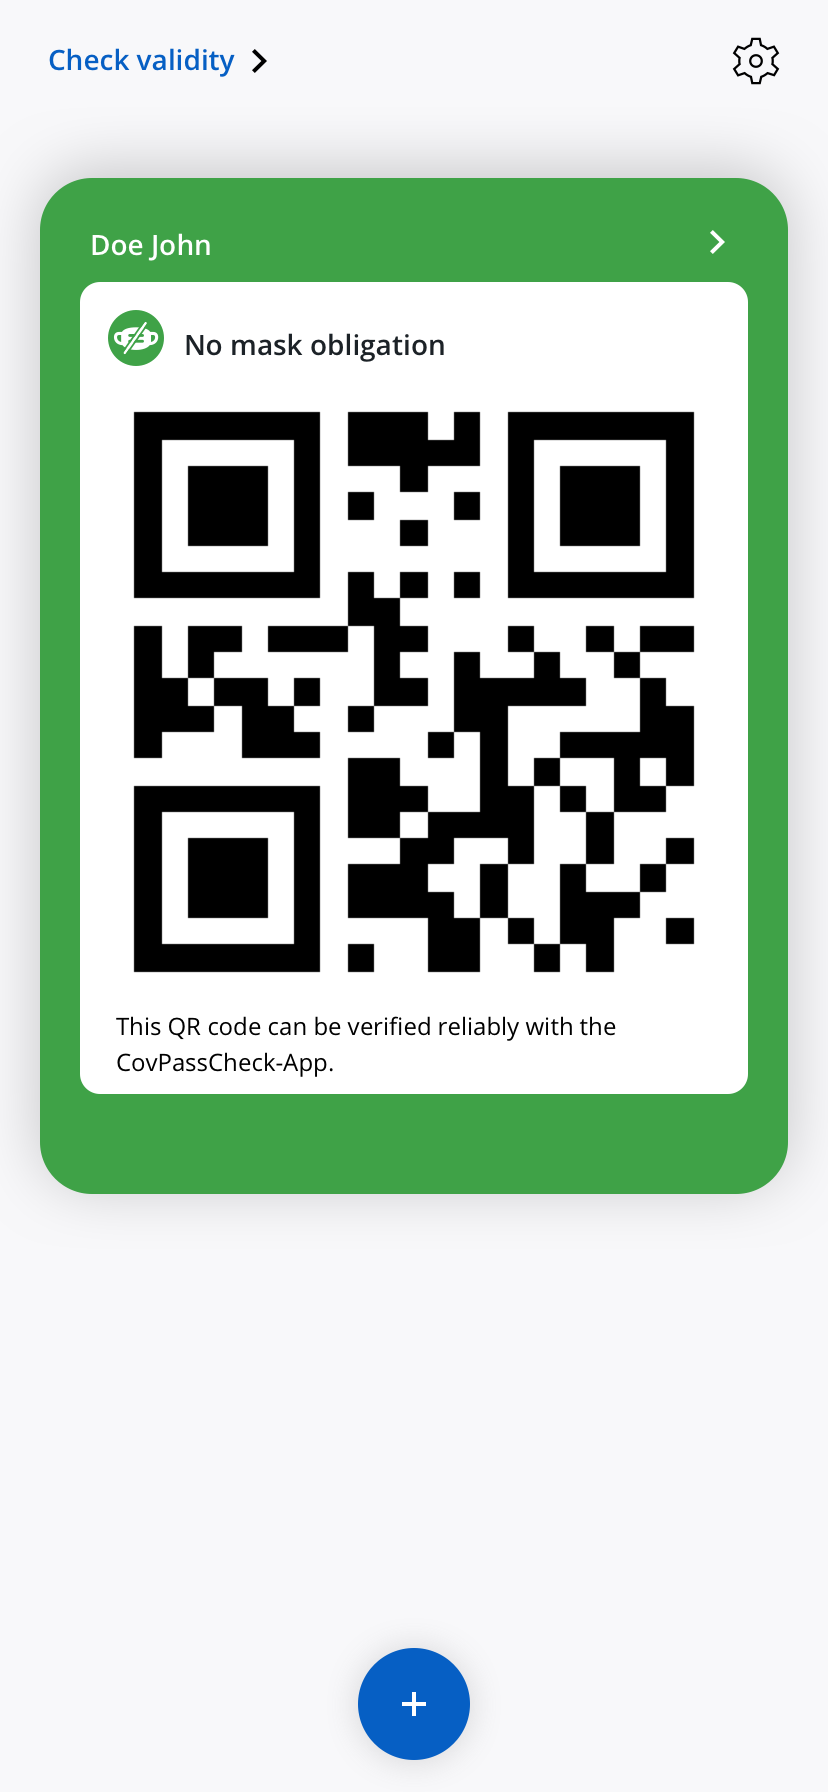 Check validity
Doe John
No mask obligation
This QR code can be verified reliably with the
CovPassCheck-App.